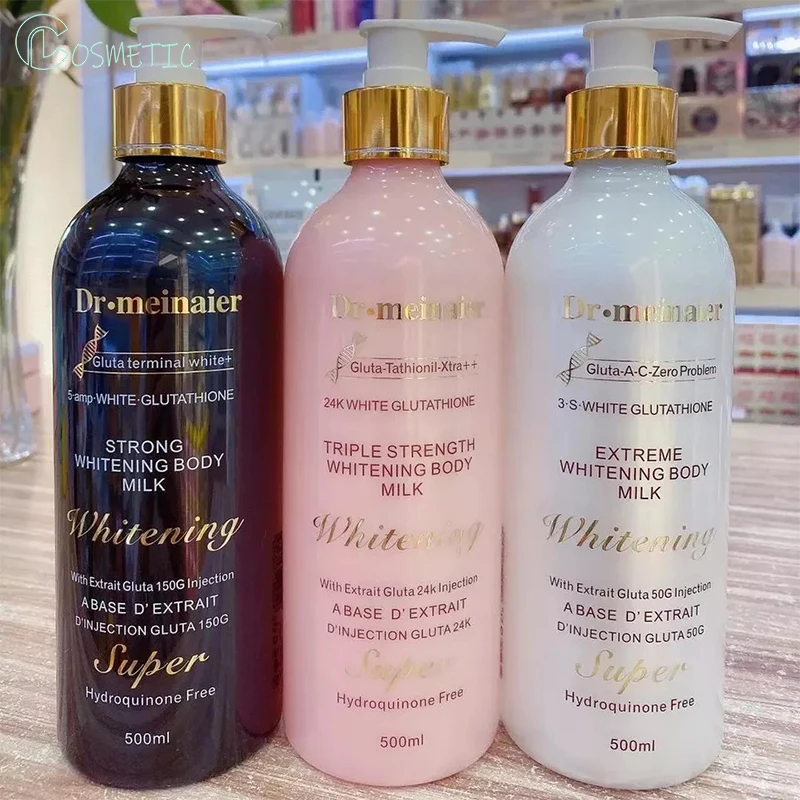 COSMETIC
Dr•meinaier
Gluta terminal white+
5-amp·WHITE·GLUTATHIONE
STRONG
WHITENING BODY
MILK
Whitening
With Extrait Gluta 150G Injection
A BASE D' EXTRAIT
D'INJECTION GLUTA 150G
Super
Hydroquinone Free
500ml
Dr•meinaier
Gluta-Tathionil-Xtra++
24K WHITE GLUTATHIONE
TRIPLE STRENGTH
WHITENING BODY
MILK
Whitening
With Extrait Gluta 24k Injection
A BASE D' EXTRAIT
D'INJECTION GLUTA 24K
Super
Hydroquinone Free
500ml
Dr•meinaier
Gluta-A-C-Zero Problem
3·S·WHITE GLUTATHIONE
EXTREME
WHITENING BODY
MILK
Whitening
With Extrait Gluta 50G Injection
A BASE D' EXTRAIT
D'INJECTION GLUTA 50G
Super
Hydroquinone Free
500ml